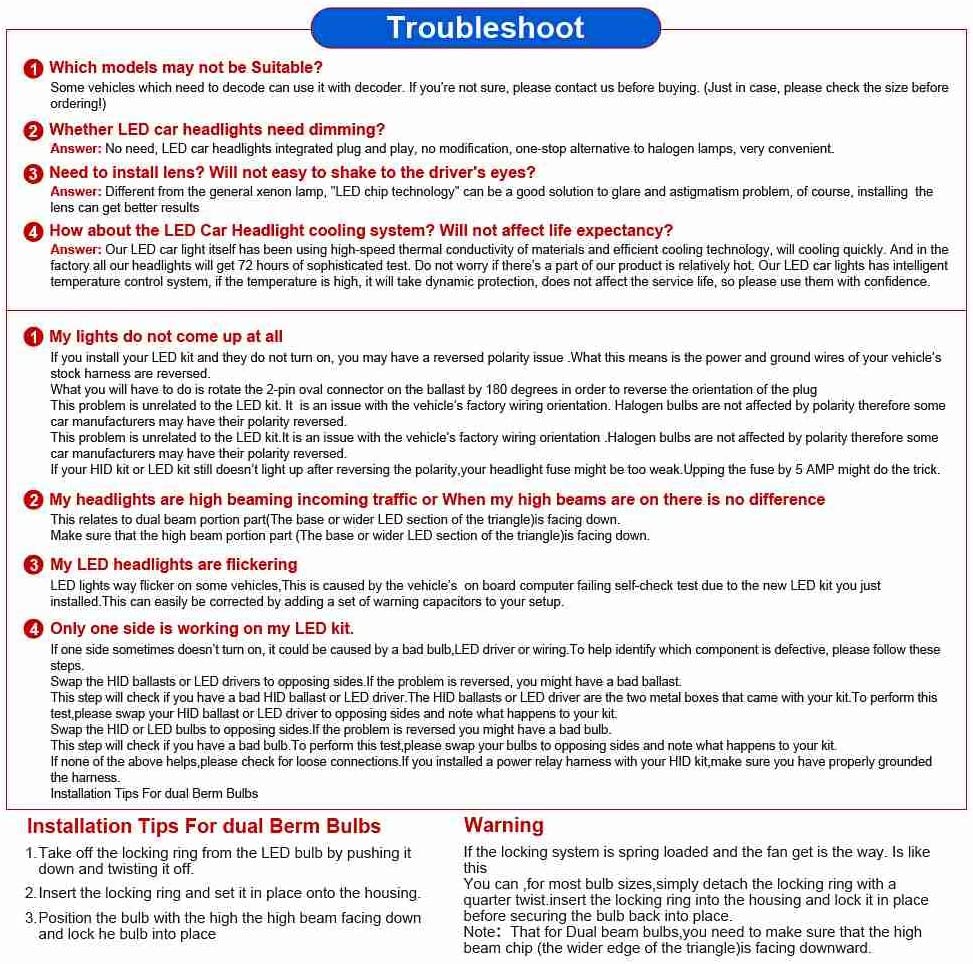 Troubleshoot
1 Which models may not be Suitable?
Some vehicles which need to decode can use it with decoder. If you're not sure, please contact us before buying. (Just in case, please check the size before
ordering!)
2 Whether LED car headlights need dimming?
Answer: No need, LED car headlights integrated plug and play, no modification, one-stop alternative to halogen lamps, very convenient.
3 Need to install lens? Will not easy to shake to the driver's eyes?
Answer: Different from the general xenon lamp, "LED chip technology" can be a good solution to glare and astigmatism problem, of course, installing the
lens can get better results
4 How about the LED Car Headlight cooling system? Will not affect life expectancy?
Answer: Our LED car light itself has been using high-speed thermal conductivity of materials and efficient cooling technology, will cooling quickly. And in the
factory all our headlights will get 72 hours of sophisticated test. Do not worry if there's a part of our product is relatively hot. Our LED car lights has intelligent
temperature control system, if the temperature is high, it will take dynamic protection, does not affect the service life, so please use them with confidence.
1 My lights do not come up at all
If you install your LED kit and they do not turn on, you may have a reversed polarity issue .What this means is the power and ground wires of your vehicle's
stock harness are reversed.
What you will have to do is rotate the 2-pin oval connector on the ballast by 180 degrees in order to reverse the orientation of the plug
This problem is unrelated to the LED kit. It is an issue with the vehicle's factory wiring orientation. Halogen bulbs are not affected by polarity therefore some
car manufacturers may have their polarity reversed.
This problem is unrelated to the LED kit.It is an issue with the vehicle's factory wiring orientation .Halogen bulbs are not affected by polarity therefore some
car manufacturers may have their polarity reversed.
If your HID kit or LED kit still doesn't light up after reversing the polarity,your headlight fuse might be too weak.Upping the fuse by 5 AMP might do the trick.
2 My headlights are high beaming incoming traffic or When my high beams are on there is no difference
This relates to dual beam portion part(The base or wider LED section of the triangle)is facing down.
Make sure that the high beam portion part (The base or wider LED section of the triangle)is facing down.
3 My LED headlights are flickering
LED lights way flicker on some vehicles,This is caused by the vehicle's on board computer failing self-check test due to the new LED kit you just
installed.This can easily be corrected by adding a set of warning capacitors to your setup.
4 Only one side is working on my LED kit.
If one side sometimes doesn't turn on, it could be caused by a bad bulb,LED driver or wiring.To help identify which component is defective, please follow these
steps.
Swap the HID ballasts or LED drivers to opposing sides.If the problem is reversed, you might have a bad ballast.
This step will check if you have a bad HID ballast or LED driver.The HID ballasts or LED driver are the two metal boxes that came with your kit.To perform this
test,please swap your HID ballast or LED driver to opposing sides and note what happens to your kit.
Swap the HID or LED bulbs to opposing sides.If the problem is reversed you might have a bad bulb.
This step will check if you have a bad bulb.To perform this test,please swap your bulbs to opposing sides and note what happens to your kit.
If none of the above helps,please check for loose connections.If you installed a power relay harness with your HID kit,make sure you have properly grounded
the harness.
Installation Tips For dual Berm Bulbs
Installation Tips For dual Berm Bulbs
1.Take off the locking ring from the LED bulb by pushing it
down and twisting it off.
2.Insert the locking ring and set it in place onto the housing.
3.Position the bulb with the high the high beam facing down
and lock he bulb into place
Warning
If the locking system is spring loaded and the fan get is the way. Is like
this
You can ,for most bulb sizes,simply detach the locking ring with a
quarter twist.insert the locking ring into the housing and lock it in place
before securing the bulb back into place.
Note： That for Dual beam bulbs,you need to make sure that the high
beam chip (the wider edge of the triangle)is facing downward.